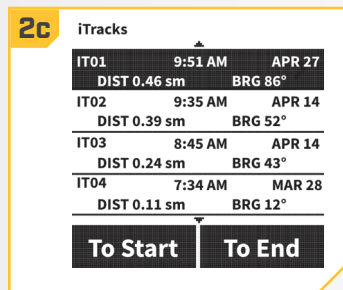 2c
iTracks
IT01 9:51 AM APR 27
DIST 0.46 sm BRG 86°
IT02 9:35 AM APR 14
DIST 0.39 sm BRG 52°
IT03 8:45 AM APR 14
DIST 0.24 sm BRG 43°
IT04 7:34 AM MAR 28
DIST 0.11 sm BRG 12°
To Start To End